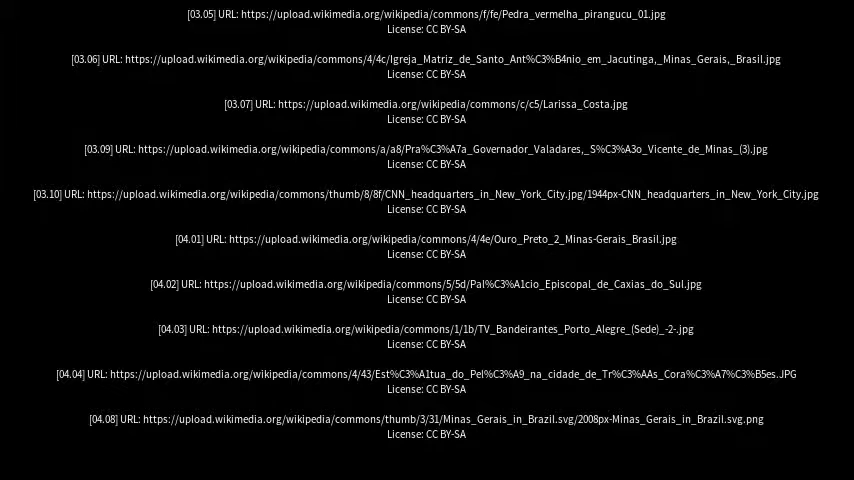 [03.05] URL: https://upload.wikimedia.org/wikipedia/commons/f/fe/Pedra_vermelha_pirangucu_01.jpg
License: CC BY-SA
[03.06] URL: https://upload.wikimedia.org/wikipedia/commons/4/4c/Igreja_Matriz_de_Santo_Ant%C3%B4nio_em_Jacutinga,_Minas_Gerais,_Brasil.jpg
License: CC BY-SA
[03.07] URL: https://upload.wikimedia.org/wikipedia/commons/c/c5/Larissa_Costa.jpg
License: CC BY-SA
[03.09] URL: https://upload.wikimedia.org/wikipedia/commons/a/a8/Pra%C3%A7a_Governador_Valadares,_S%C3%A3o_Vicente_de_Minas_(3).jpg
License: CC BY-SA
[03.10] URL: https://upload.wikimedia.org/wikipedia/commons/thumb/8/8f/CNN_headquarters_in_New_York_City.jpg/1944px-CNN_headquarters_in_New_York_City.jpg
License: CC BY-SA
[04.01] URL: https://upload.wikimedia.org/wikipedia/commons/4/4e/Ouro_Preto_2_Minas-Gerais_Brasil.jpg
License: CC BY-SA
[04.02] URL: https://upload.wikimedia.org/wikipedia/commons/5/5d/Pal%C3%A1cio_Episcopal_de_Caxias_do_Sul.jpg
License: CC BY-SA
[04.03] URL: https://upload.wikimedia.org/wikipedia/commons/1/1b/TV_Bandeirantes_Porto_Alegre_(Sede)_-2-.jpg
License: CC BY-SA
[04.04] URL: https://upload.wikimedia.org/wikipedia/commons/4/43/Est%C3%A1tua_do_Pel%C3%A9_na_cidade_de_Tr%C3%AAs_Cora%C3%A7%C3%B5es.JPG
License: CC BY-SA
[04.08] URL: https://upload.wikimedia.org/wikipedia/commons/thumb/3/31/Minas_Gerais_in_Brazil.svg/2008px-Minas_Gerais_in_Brazil.svg.png
License: CC BY-SA